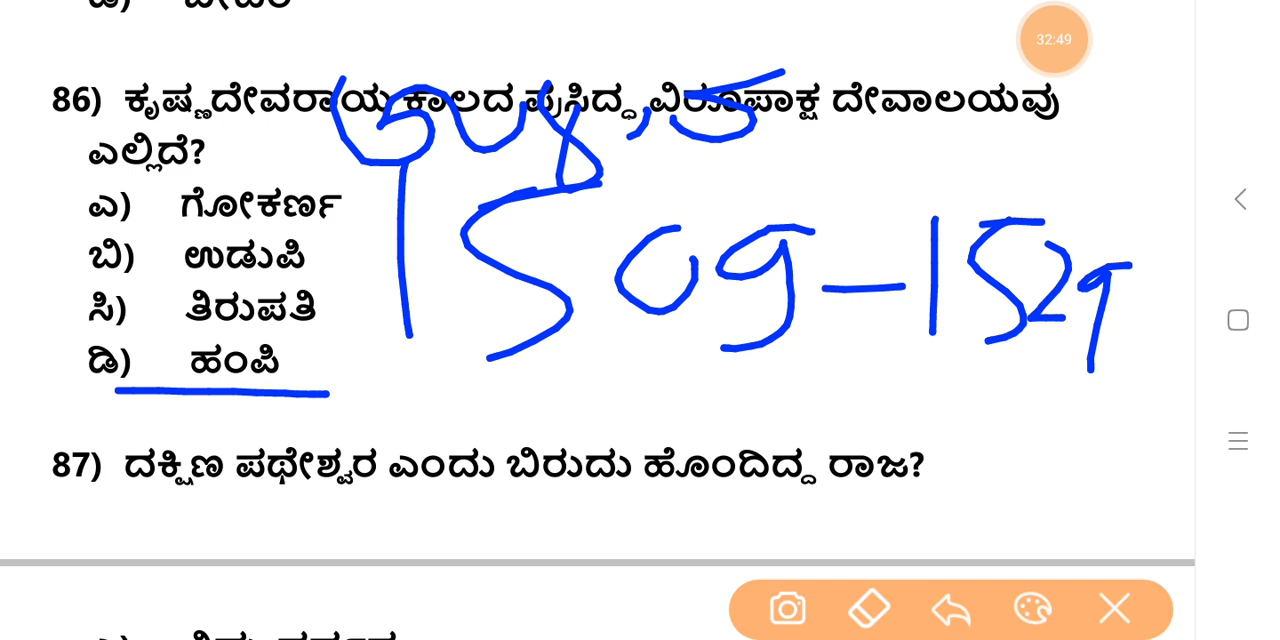 32:49
86) ಕೃಷ್ಣದೇವರಾಯ ಕಾಲದ ಪ್ರಸಿದ್ಧ ವಿರೂಪಾಕ್ಷ ದೇವಾಲಯವು
ಎಲ್ಲಿದೆ?
ಎ) ಗೋಕರ್ಣ
ಬಿ) ಉಡುಪಿ
ಸಿ) ತಿರುಪತಿ
ಡಿ) ಹಂಪಿ
1509-1529
87) ದಕ್ಷಿಣ ಪಥೇಶ್ವರ ಎಂದು ಬಿರುದು ಹೊಂದಿದ್ದ ರಾಜ?